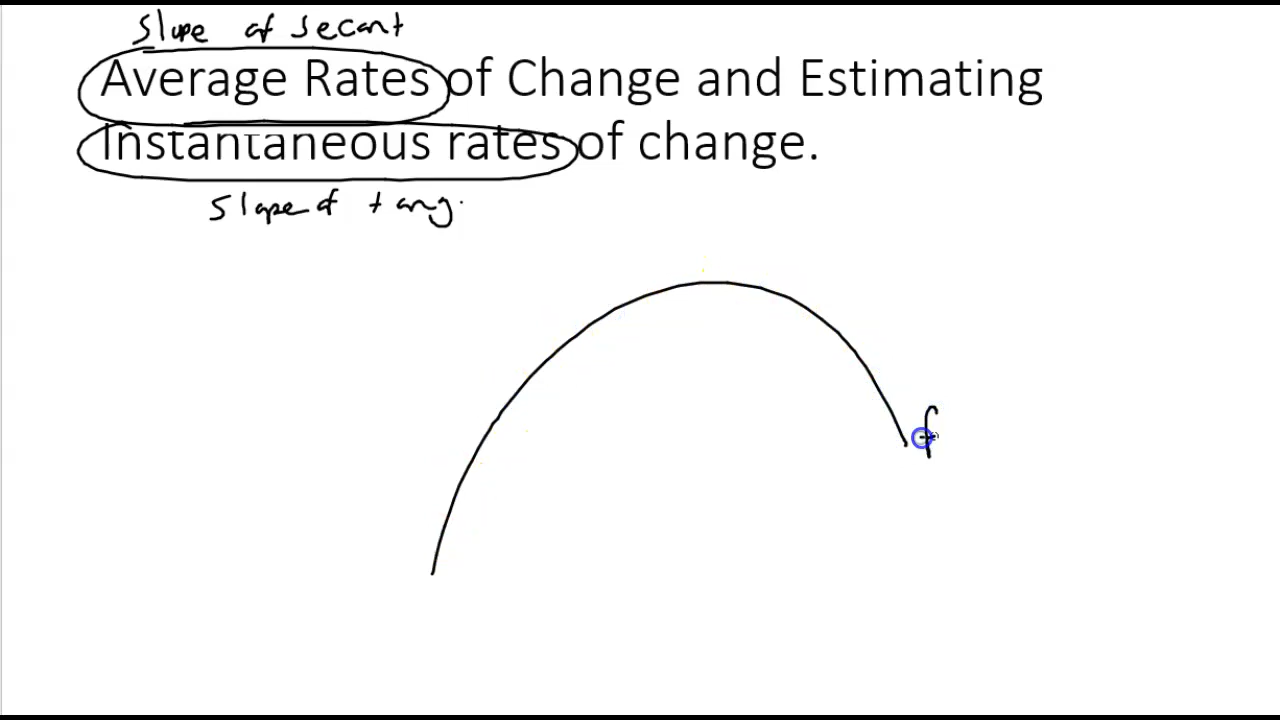 Slope of secant
Average Rates of Change and Estimating
Instantaneous rates of change.
Slope of tang.
f